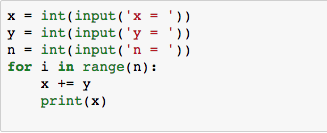 x = int(input('x = '))
y = int(input('y = '))
n = int(input('n = '))
for i in range(n):
    x += y
    print(x)